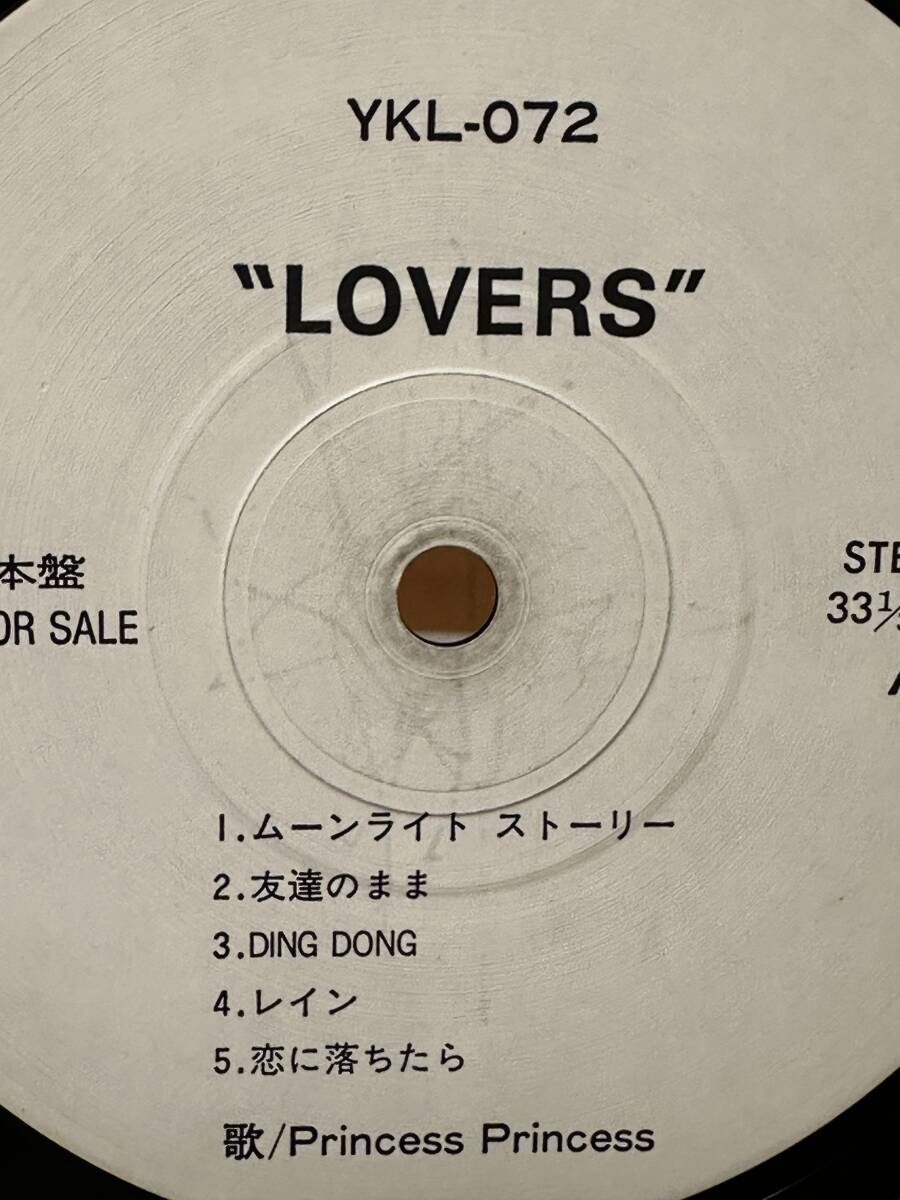 YKL-072
"LOVERS"
本盤
OR SALE
STE
33⅓
1.ムーンライト ストーリー
2.友達のまま
3.DING DONG
4.レイン
5.恋に落ちたら
歌/Princess Princess